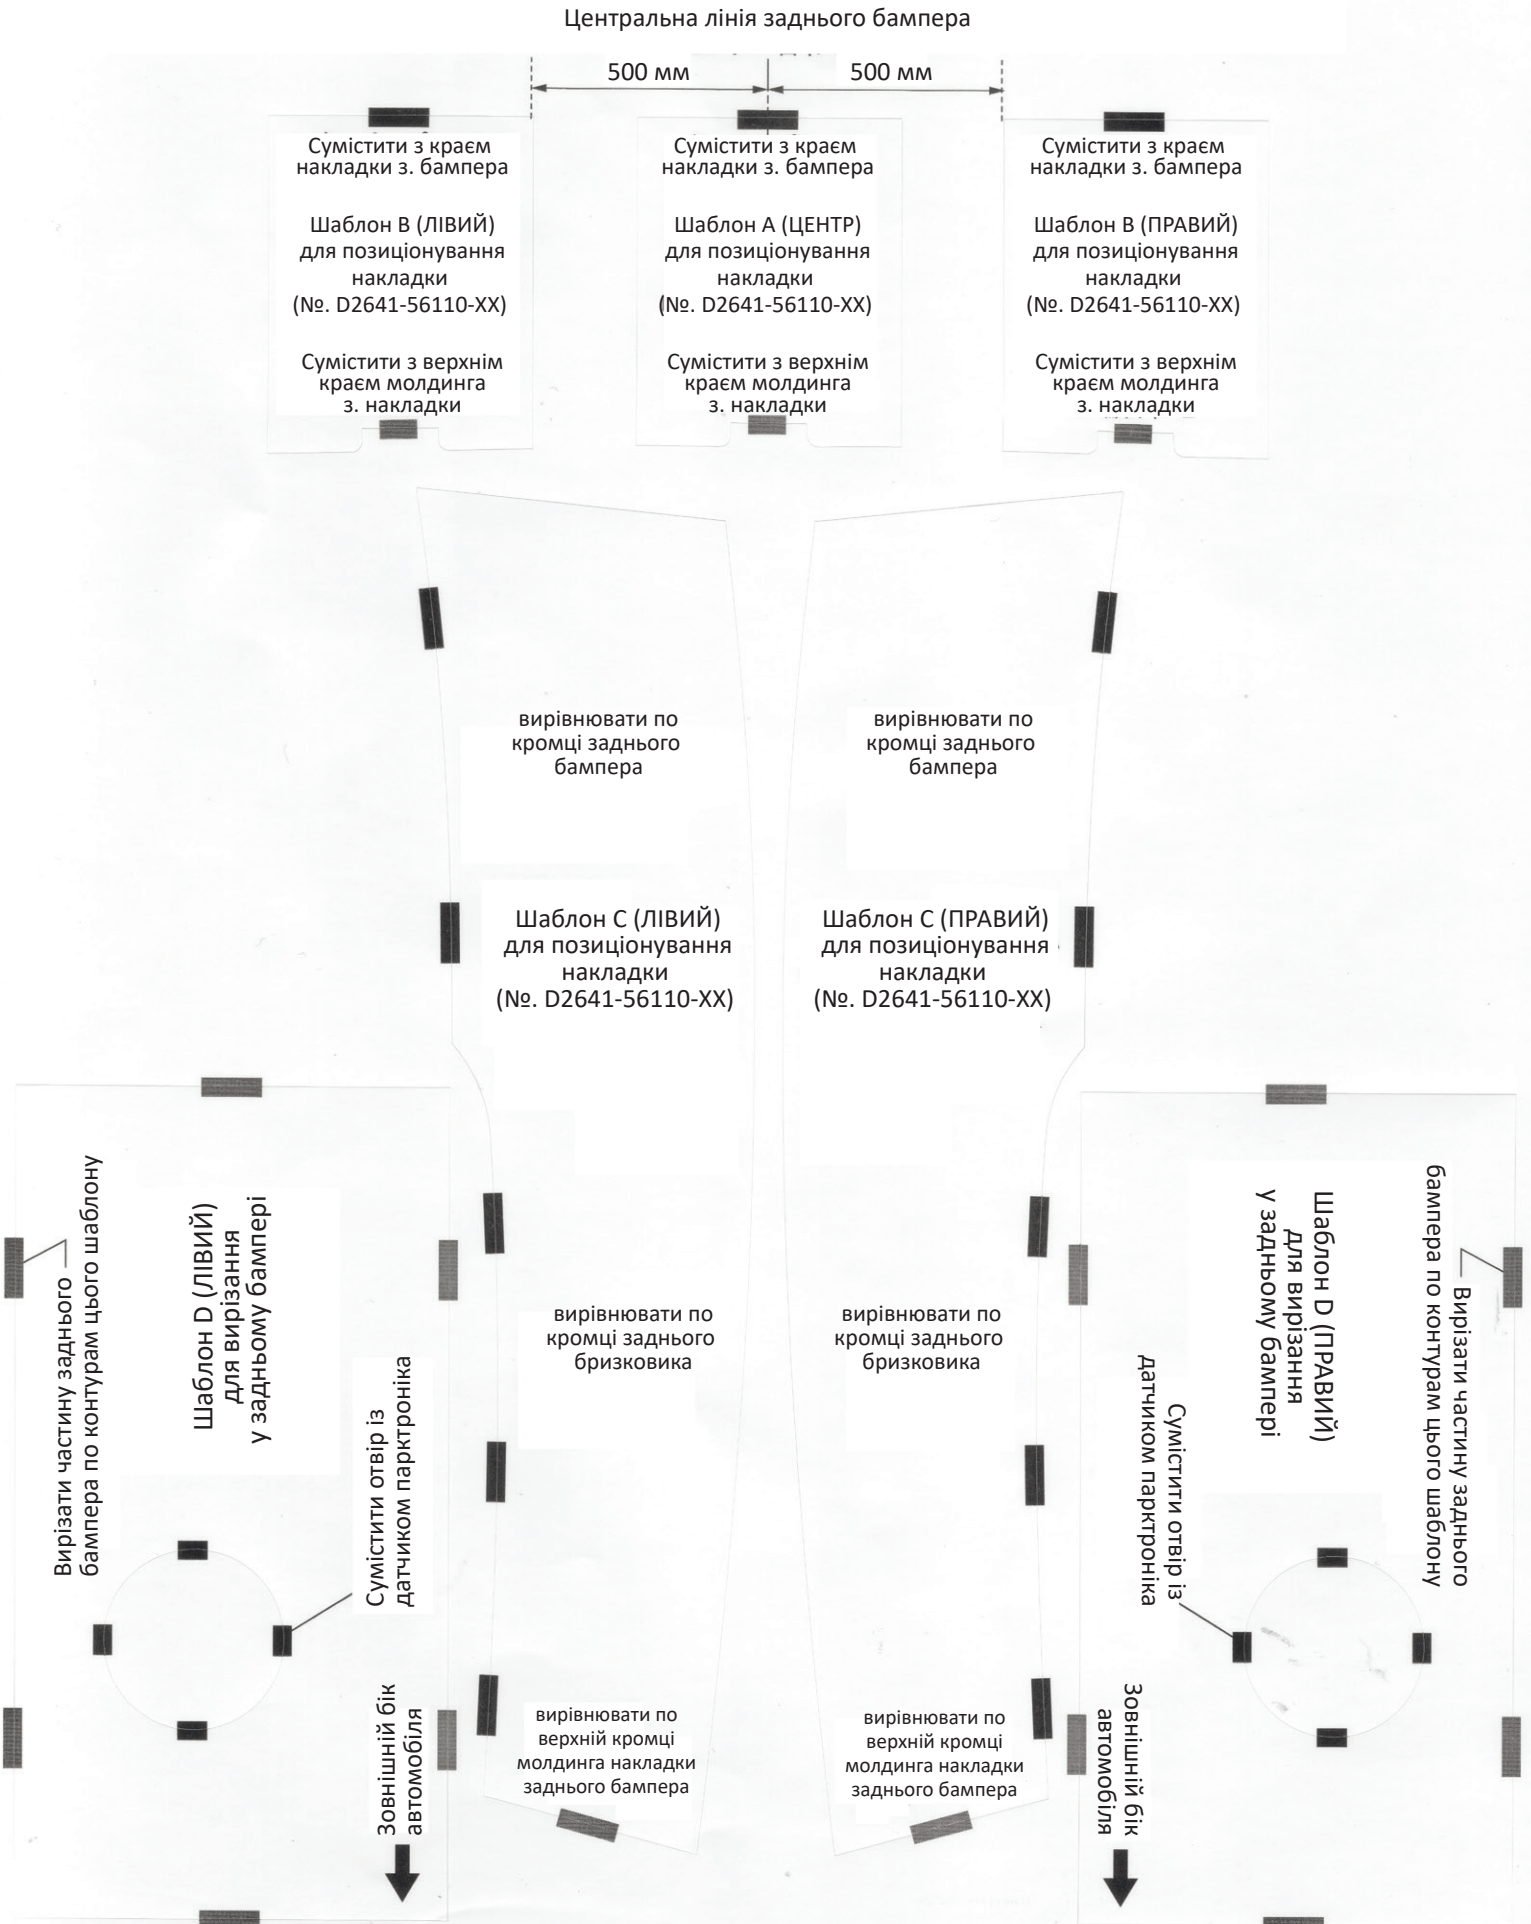 Центральна лінія заднього бампера
500 мм
500 мм
Сумістити з краєм
накладки з. бампера
Шаблон B (ЛІВИЙ)
для позиціонування
накладки
(№. D2641-56110-XX)
Сумістити з верхнім
краєм молдинга
з. накладки
Сумістити з краєм
накладки з. бампера
Шаблон A (ЦЕНТР)
для позиціонування
накладки
(№. D2641-56110-XX)
Сумістити з верхнім
краєм молдинга
з. накладки
Сумістити з краєм
накладки з. бампера
Шаблон B (ПРАВИЙ)
для позиціонування
накладки
(№. D2641-56110-XX)
Сумістити з верхнім
краєм молдинга
з. накладки
вирівнювати по
кромці заднього
бампера
Шаблон C (ЛІВИЙ)
для позиціонування
накладки
(№. D2641-56110-XX)
вирівнювати по
кромці заднього
бризковика
вирівнювати по
верхній кромці
молдинга накладки
заднього бампера
вирівнювати по
кромці заднього
бампера
Шаблон C (ПРАВИЙ)
для позиціонування
накладки
(№. D2641-56110-XX)
вирівнювати по
кромці заднього
бризковика
вирівнювати по
верхній кромці
молдинга накладки
заднього бампера
Вирізати частину заднього
бампера по контурам цього шаблону
Шаблон D (ЛІВИЙ)
для вирізання
у задньому бампері
Сумістити отвір із
датчиком парктроніка
Зовнішній бік
автомобіля
Вирізати частину заднього
бампера по контурам цього шаблону
Шаблон D (ПРАВИЙ)
для вирізання
у задньому бампері
Сумістити отвір із
датчиком парктроніка
Зовнішній бік
автомобіля